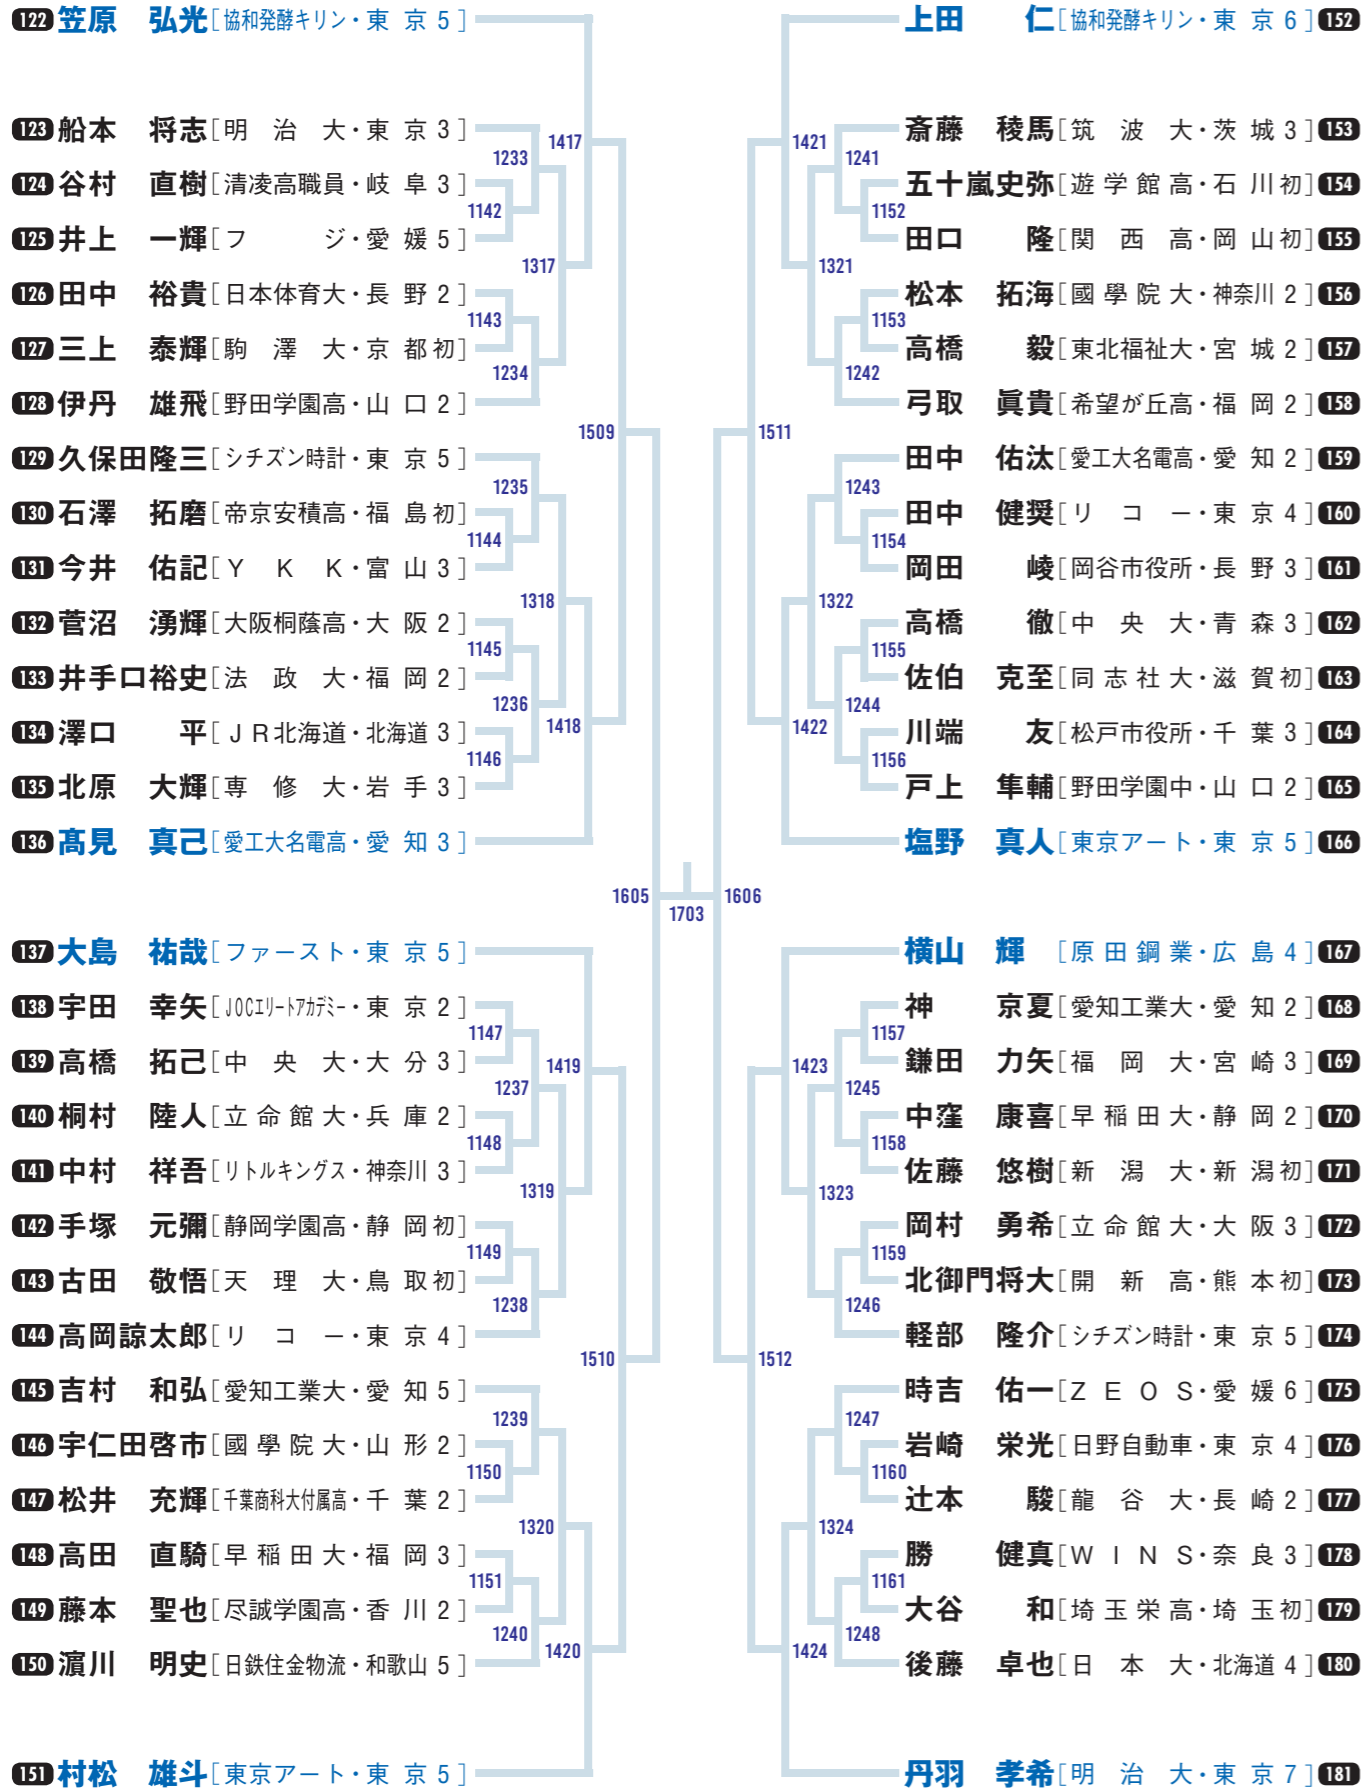 122 笠原 弘光[協和発酵キリン・東 京 5]
123 船本 将志[明 治 大・東 京 3]
124 谷村 直樹[清凌高職員・岐 阜 3]
125 井上 一輝[フ ジ・愛 媛 5]
126 田中 裕貴[日本体育大・長 野 2]
127 三上 泰輝[駒 澤 大・京 都初]
128 伊丹 雄飛[野田学園高・山 口 2]
129 久保田隆三[シチズン時計・東 京 5]
130 石澤 拓磨[帝京安積高・福 島初]
131 今井 佑記[Y K K・富 山 3]
132 菅沼 湧輝[大阪桐蔭高・大 阪 2]
133 井手口裕史[法 政 大・福 岡 2]
134 澤口 平[JR北海道・北海道 3]
135 北原 大輝[専 修 大・岩 手 3]
136 髙見 真己[愛工大名電高・愛 知 3]
137 大島 祐哉[ファースト・東 京 5]
138 宇田 幸矢[JOCエリートアカデミー・東 京 2]
139 高橋 拓己[中 央 大・大 分 3]
140 桐村 陸人[立 命 館 大・兵 庫 2]
141 中村 祥吾[リトルキングス・神奈川 3]
142 手塚 元彌[静岡学園高・静 岡初]
143 古田 敬悟[天 理 大・鳥 取初]
144 高岡諒太郎[リ コ ー・東 京 4]
145 吉村 和弘[愛知工業大・愛 知 5]
146 宇仁田啓市[國 學 院 大・山 形 2]
147 松井 充輝[千葉商科大付属高・千 葉 2]
148 高田 直騎[早 稲 田 大・福 岡 3]
149 藤本 聖也[尽誠学園高・香 川 2]
150 濵川 明史[日鉄住金物流・和歌山 5]
151 村松 雄斗[東京アート・東 京 5]
1142
1143
1144
1145
1146
1147
1148
1149
1150
1151
1233
1234
1235
1236
1237
1238
1239
1240
1317
1318
1319
1320
1417
1418
1419
1420
1509
1510
1605
1703
1606
1511
1512
1421
1422
1423
1424
1321
1322
1323
1324
1241
1242
1243
1244
1245
1246
1247
1248
1152
1153
1154
1155
1156
1157
1158
1159
1160
1161
上田 仁[協和発酵キリン・東 京 6] 152
斎藤 稜馬[筑 波 大・茨 城 3] 153
五十嵐史弥[遊 学 館 高・石 川初] 154
田口 隆[関 西 高・岡 山初] 155
松本 拓海[國 學 院 大・神奈川 2] 156
高橋 毅[東北福祉大・宮 城 2] 157
弓取 眞貴[希望が丘高・福 岡 2] 158
田中 佑汰[愛工大名電高・愛 知 2] 159
田中 健奨[リ コ ー・東 京 4] 160
岡田 崚[岡谷市役所・長 野 3] 161
高橋 徹[中 央 大・青 森 3] 162
佐伯 克至[同 志 社 大・滋 賀初] 163
川端 友[松戸市役所・千 葉 3] 164
戸上 隼輔[野田学園中・山 口 2] 165
塩野 真人[東京アート・東 京 5] 166
横山 輝 [原 田 鋼 業・広 島 4] 167
神 京夏[愛知工業大・愛 知 2] 168
鎌田 力矢[福 岡 大・宮 崎 3] 169
中窪 康喜[早 稲 田 大・静 岡 2] 170
佐藤 悠樹[新 潟 大・新 潟初] 171
岡村 勇希[立 命 館 大・大 阪 3] 172
北御門将大[開 新 高・熊 本初] 173
軽部 隆介[シチズン時計・東 京 5] 174
時吉 佑一[Z E O S・愛 媛 6] 175
岩崎 栄光[日野自動車・東 京 4] 176
辻本 駿[龍 谷 大・長 崎 2] 177
勝 健真[W I N S・奈 良 3] 178
大谷 和[埼 玉 栄 高・埼 玉初] 179
後藤 卓也[日 本 大・北海道 4] 180
丹羽 孝希[明 治 大・東 京 7] 181